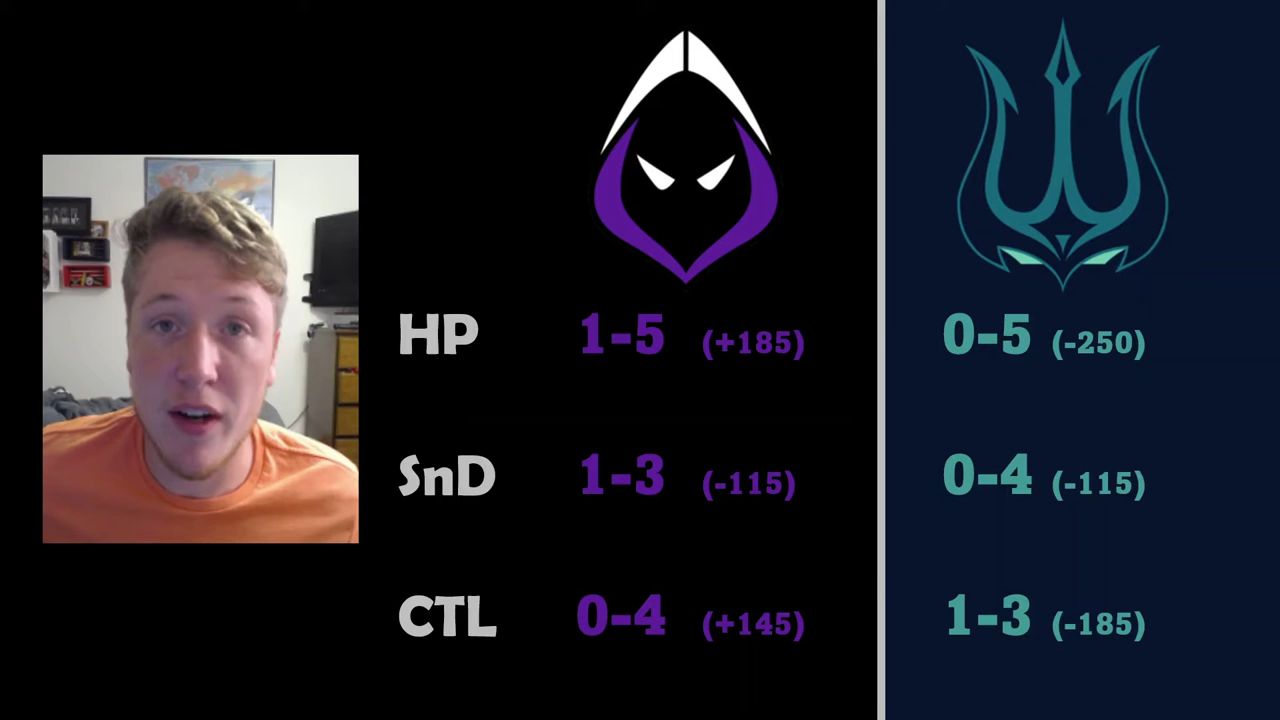 HP 1-5 (+185) 0-5 (-250)
SnD 1-3 (-115) 0-4 (-115)
CTL 0-4 (+145) 1-3 (-185)